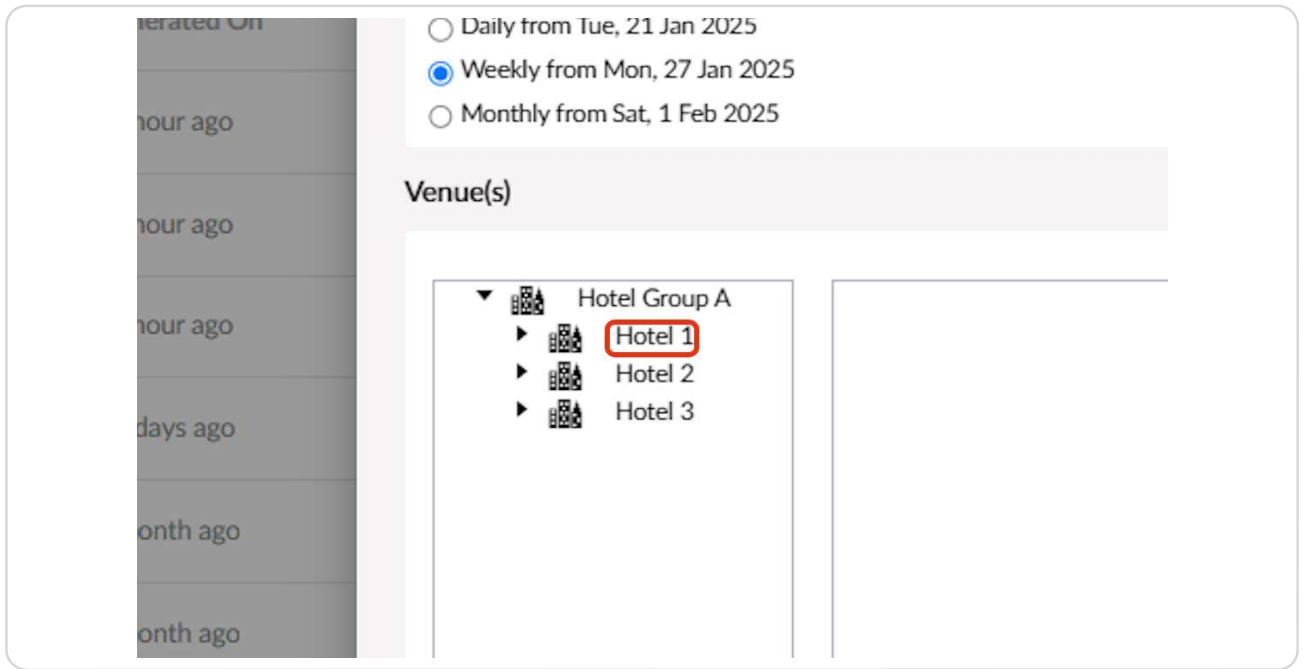 Daily from Tue, 21 Jan 2025
Weekly from Mon, 27 Jan 2025
Monthly from Sat, 1 Feb 2025
hour ago
Venue(s)
hour ago
Hotel Group A
hour ago
Hotel 1
Hotel 2
Hotel 3
days ago
onth ago
onth ago